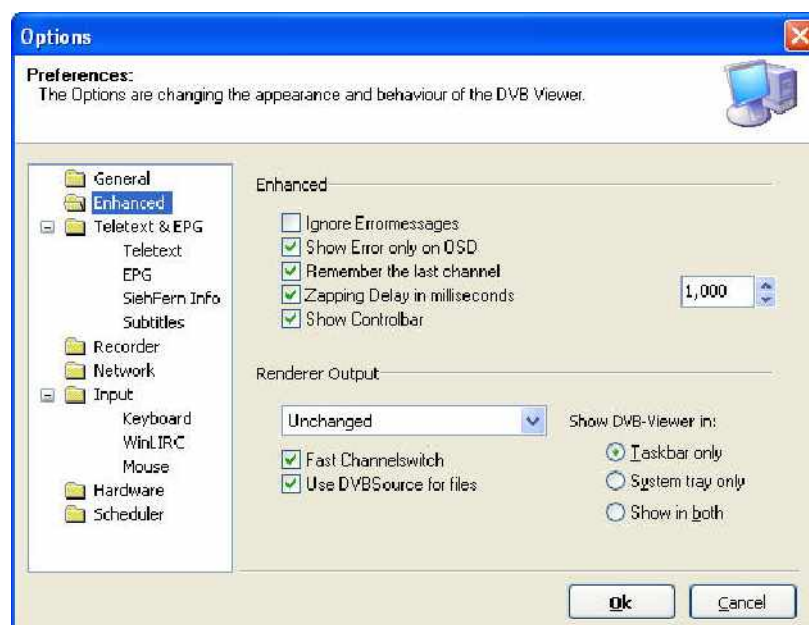 Options
Preferences:
The Options are changing the appearance and behaviour of the DVB Viewer.
General
Enhanced
Teletext & EPG
Teletext
EPG
SiehFern Info
Subtitles
Recorder
Network
Input
Keyboard
WinLIRC
Mouse
Hardware
Scheduler
Enhanced
Ignore Errormessages
Show Error only on OSD
Remember the last channel
Zapping Delay in milliseconds
1,000
Show Controlbar
Renderer Output
Unchanged
Fast Channelswitch
Use DVBSource for files
Show DVB-Viewer in:
Taskbar only
System tray only
Show in both
Ok
Cancel